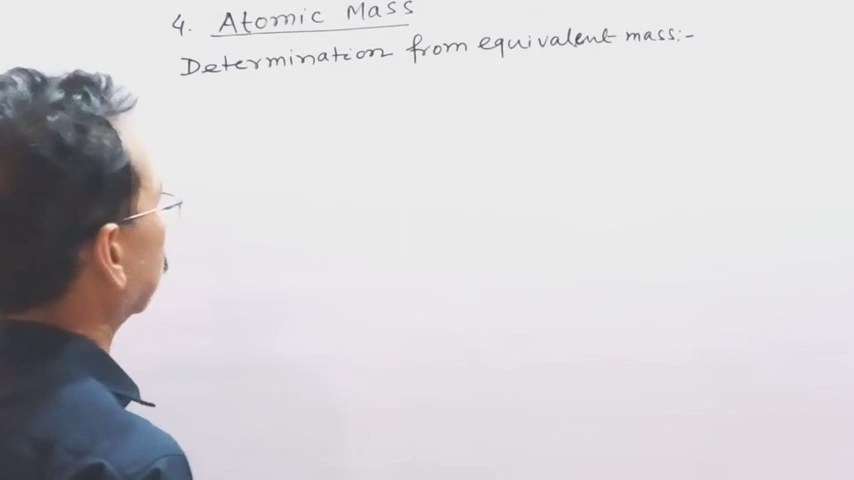 4. Atomic Mass
Determination from equivalent mass:-